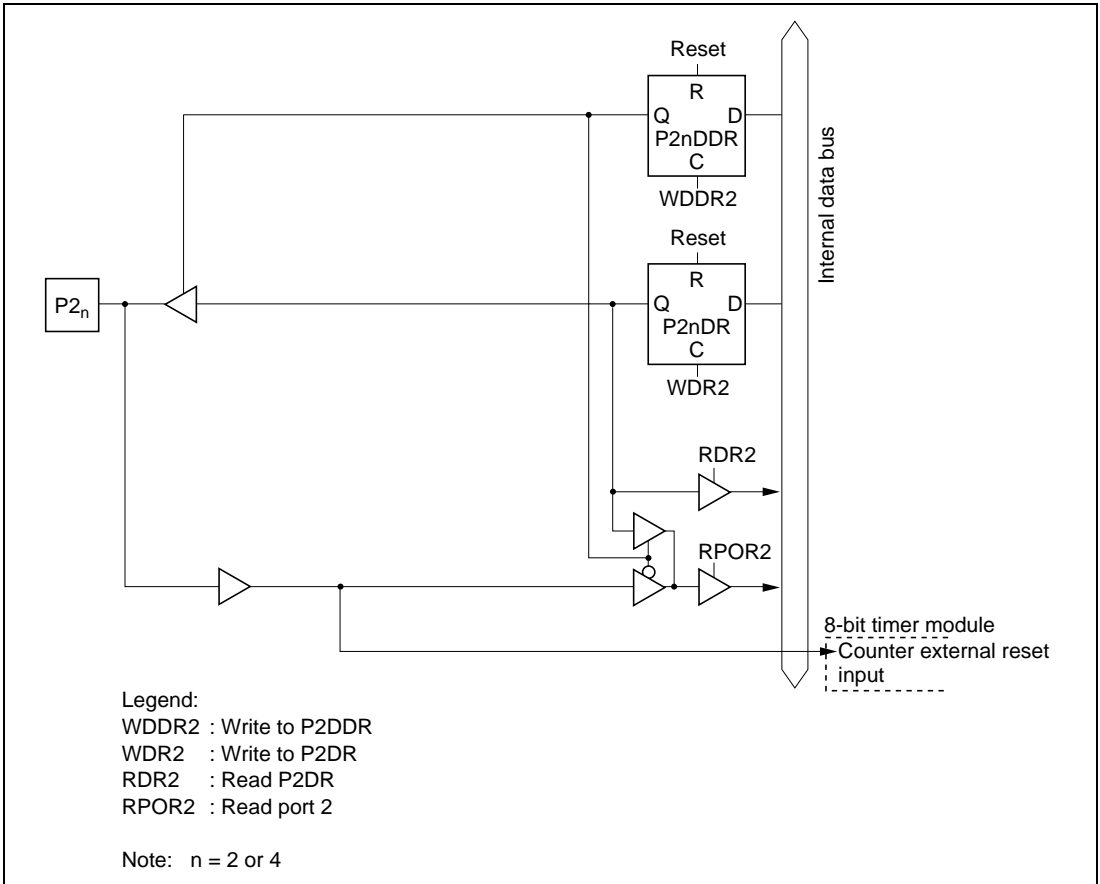 Reset
R
Q D
P2nDDR
C
WDDR2
Internal data bus
Reset
R
P2n
Q D
P2nDR
C
WDR2
RDR2
RPOR2
8-bit timer module
Counter external reset
input
Legend:
WDDR2 : Write to P2DDR
WDR2 : Write to P2DR
RDR2 : Read P2DR
RPOR2 : Read port 2
Note: n = 2 or 4